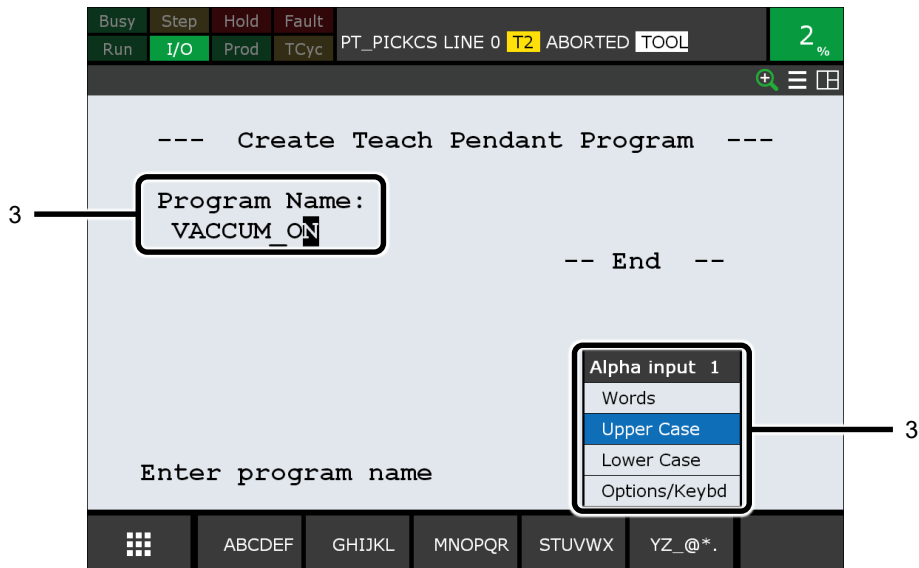 Busy Step Hold Fault
Run I/O Prod TCyc
PT_PICKCS LINE 0 T2 ABORTED TOOL
2%
--- Create Teach Pendant Program ---
3
Program Name:
VACCUM_ON
-- End --
Alpha input 1
Words
Upper Case
3
Lower Case
Options/Keybd
Enter program name
ABCDEF GHIJKL MNOPQR STUVWX YZ_@*.